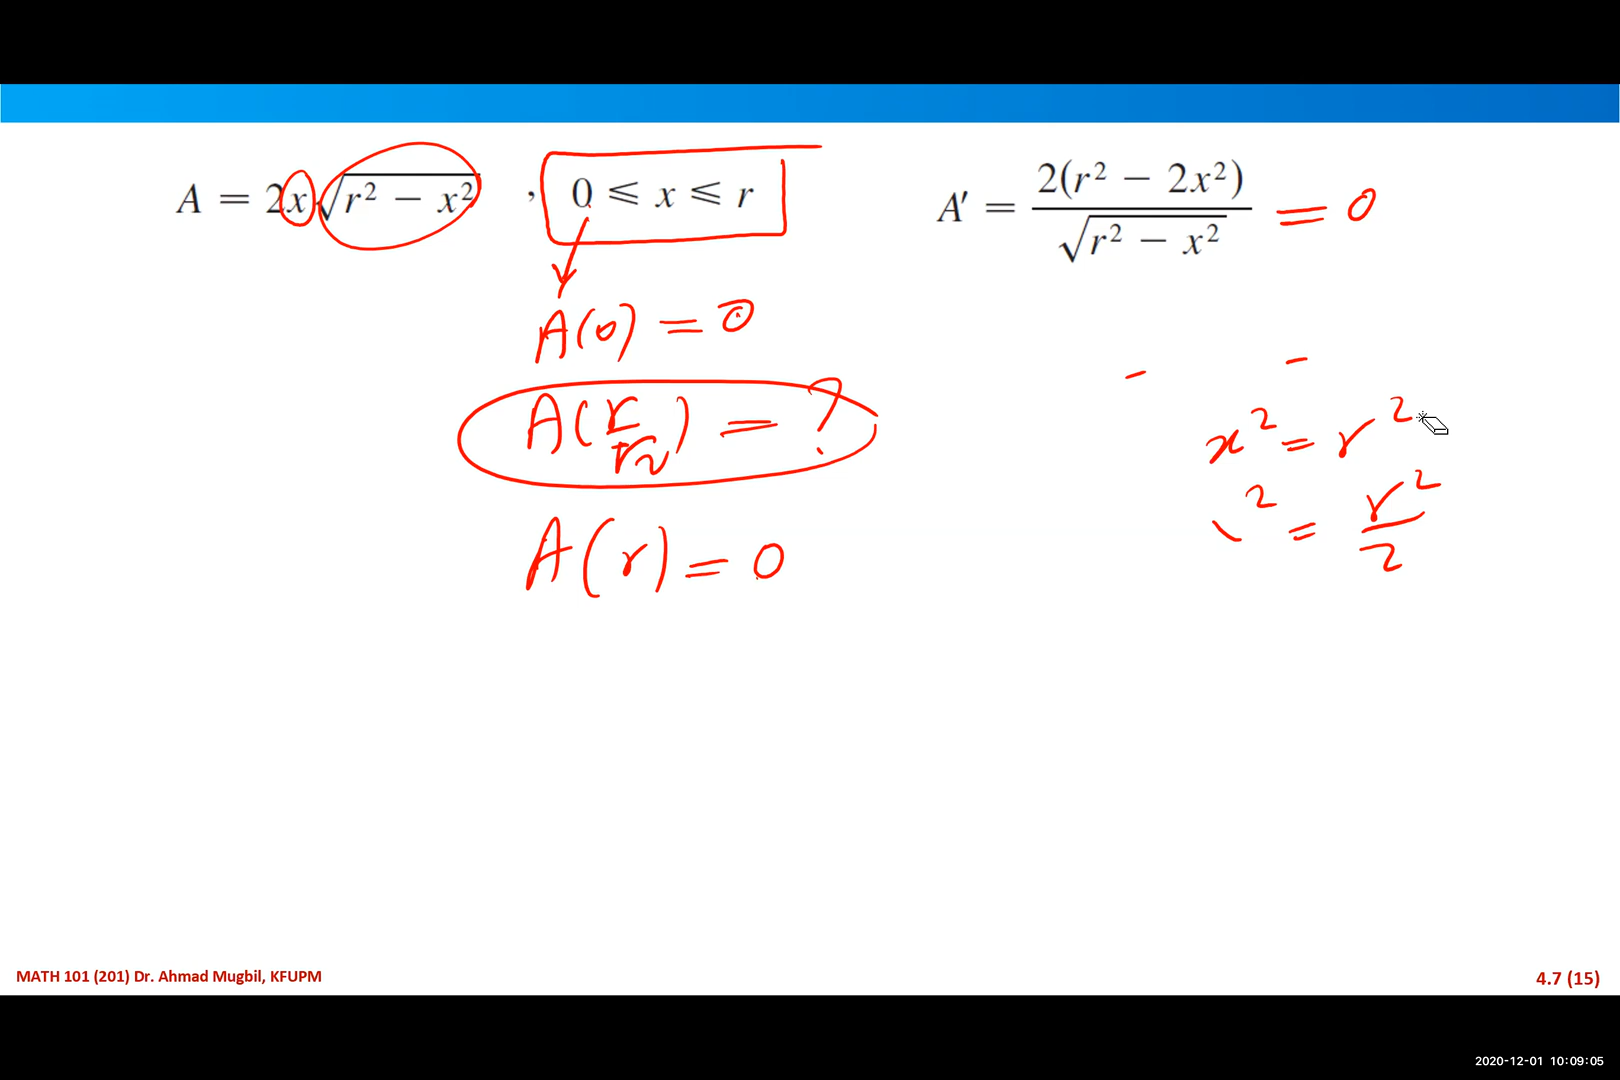 A = 2x√(r² − x²) , 0 ⩽ x ⩽ r
A′ = 2(r² − 2x²) / √(r² − x²) = 0
A(0) = 0
A(r/√2) = ?
A(r) = 0
x² = r²
² = r²/2
MATH 101 (201) Dr. Ahmad Mugbil, KFUPM
4.7 (15)
2020-12-01 10:09:05